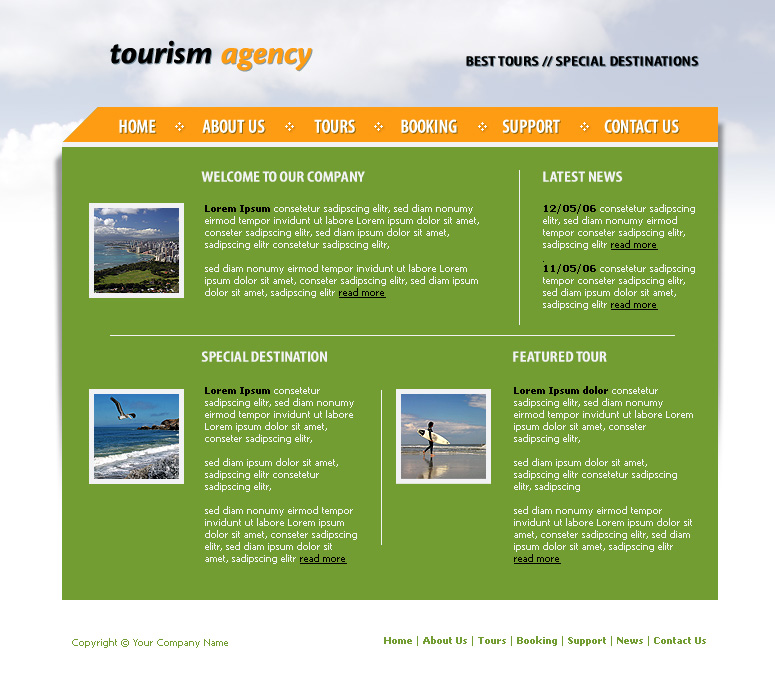 tourism agency
BEST TOURS // SPECIAL DESTINATIONS
HOME ABOUT US TOURS BOOKING SUPPORT CONTACT US
WELCOME TO OUR COMPANY
Lorem Ipsum consetetur sadipscing elitr, sed diam nonumy
eirmod tempor invidunt ut labore Lorem ipsum dolor sit amet,
conseter sadipscing elitr, sed diam ipsum dolor sit amet,
sadipscing elitr consetetur sadipscing elitr,
sed diam nonumy eirmod tempor invidunt ut labore Lorem
ipsum dolor sit amet, conseter sadipscing elitr, sed diam ipsum
dolor sit amet, sadipscing elitr read more
LATEST NEWS
12/05/06 consetetur sadipscing
elitr, sed diam nonumy eirmod
tempor conseter sadipscing elitr,
sadipscing elitr read more
.
11/05/06 consetetur sadipscing
elitr, sed diam nonumy eirmod
tempor conseter sadipscing elitr,
sed diam ipsum dolor sit amet,
sadipscing elitr read more
SPECIAL DESTINATION
Lorem Ipsum consetetur
sadipscing elitr, sed diam nonumy
eirmod tempor invidunt ut labore
Lorem ipsum dolor sit amet,
conseter sadipscing elitr,
sed diam ipsum dolor sit amet,
sadipscing elitr consetetur
sadipscing elitr,
sed diam nonumy eirmod tempor
invidunt ut labore Lorem ipsum
dolor sit amet, conseter sadipscing
elitr, sed diam ipsum dolor sit
amet, sadipscing elitr read more
FEATURED TOUR
Lorem Ipsum dolor consetetur
sadipscing elitr, sed diam nonumy
eirmod tempor invidunt ut labore Lorem
ipsum dolor sit amet, conseter
sadipscing elitr,
sed diam ipsum dolor sit amet,
sadipscing elitr consetetur sadipscing
elitr, sadipscing
sed diam nonumy eirmod tempor
invidunt ut labore Lorem ipsum dolor sit
amet, conseter sadipscing elitr, sed diam
ipsum dolor sit amet, sadipscing elitr
read more
Copyright © Your Company Name
Home | About Us | Tours | Booking | Support | News | Contact Us